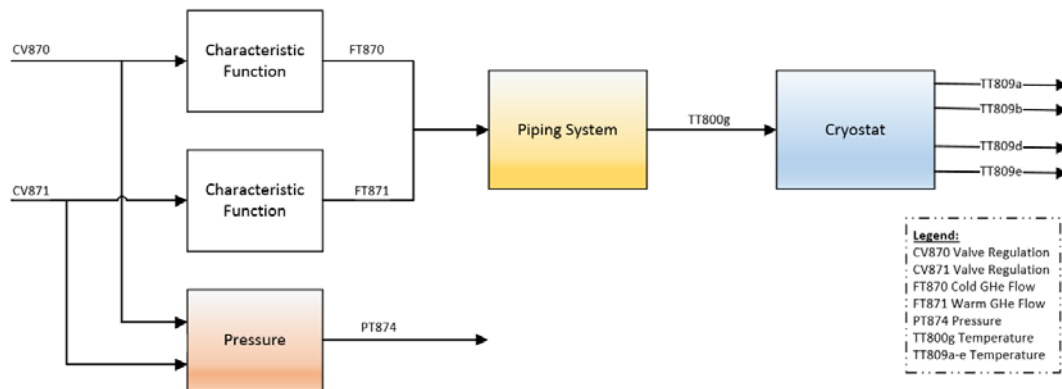 CV870
Characteristic
Function
FT870
CV871
Characteristic
Function
FT871
Piping System
TT800g
Cryostat
TT809a
TT809b
TT809d
TT809e
Pressure
PT874
Legend:
CV870 Valve Regulation
CV871 Valve Regulation
FT870 Cold GHe Flow
FT871 Warm GHe Flow
PT874 Pressure
TT800g Temperature
TT809a-e Temperature